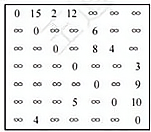 0 15 2 12 ∞ ∞ ∞
∞ 0 ∞ ∞ 6 ∞ ∞
∞ ∞ 0 ∞ 8 4 ∞
∞ ∞ ∞ 0 ∞ ∞ 3
∞ ∞ ∞ ∞ 0 ∞ 9
∞ ∞ ∞ 5 ∞ 0 10
∞ 4 ∞ ∞ ∞ ∞ 0